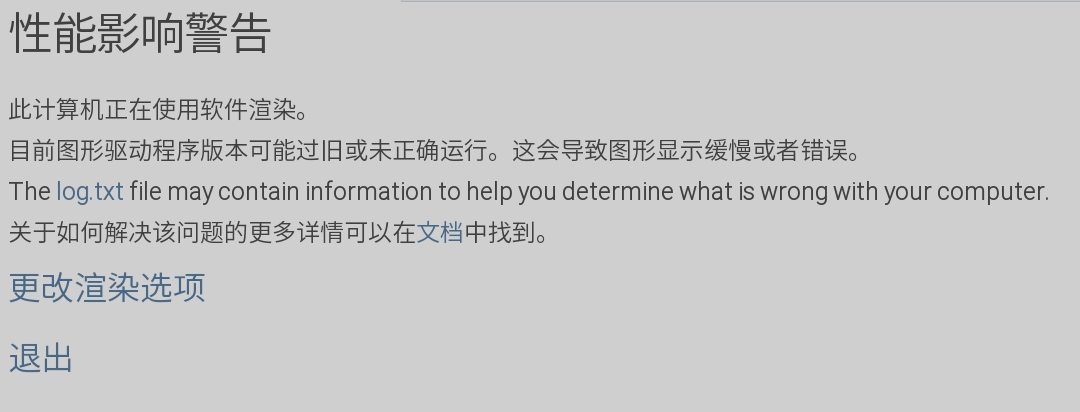 性能影响警告
此计算机正在使用软件渲染。
目前图形驱动程序版本可能过旧或未正确运行。这会导致图形显示缓慢或者错误。
The log.txt file may contain information to help you determine what is wrong with your computer.
关于如何解决该问题的更多详情可以在文档中找到。
更改渲染选项
退出